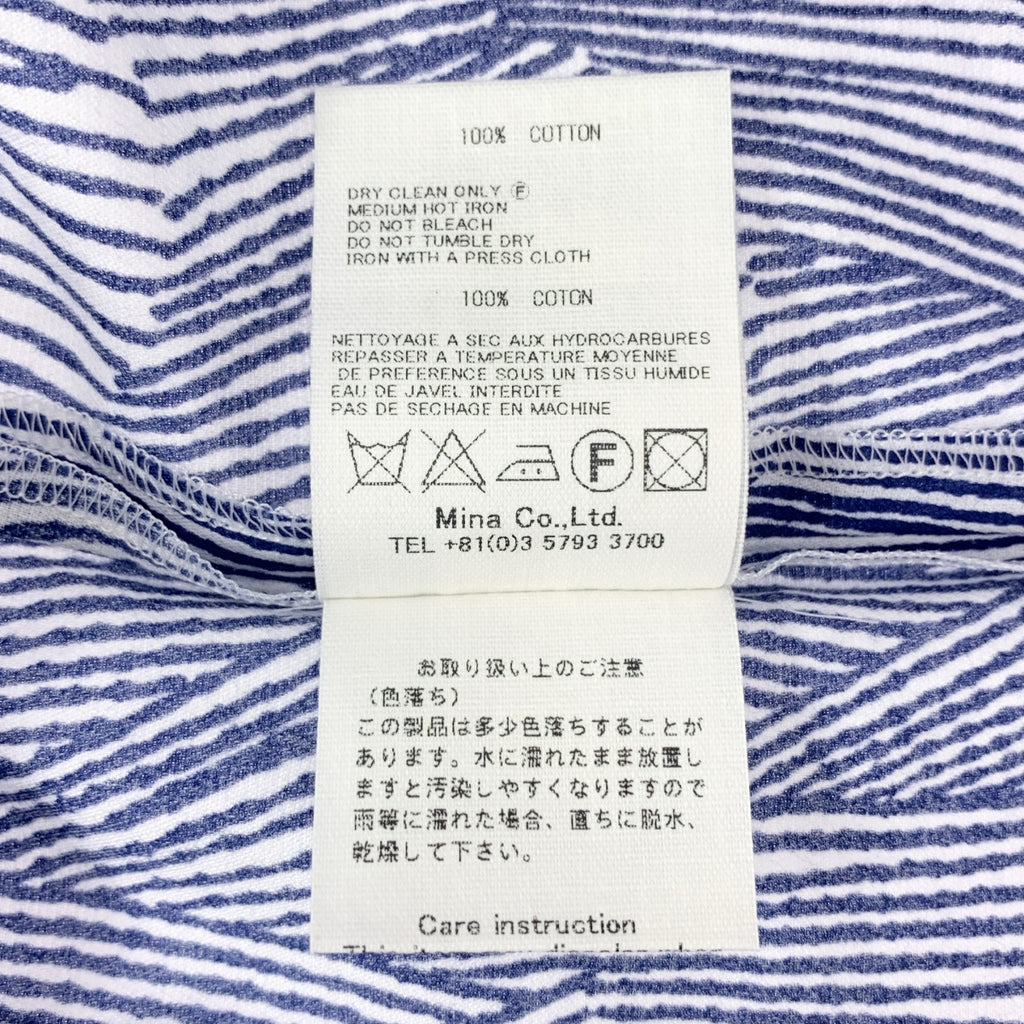 100% COTTON
DRY CLEAN ONLY Ⓕ
MEDIUM HOT IRON
DO NOT BLEACH
DO NOT TUMBLE DRY
IRON WITH A PRESS CLOTH
100% COTON
NETTOYAGE A SEC AUX HYDROCARBURES
REPASSER A TEMPERATURE MOYENNE
DE PREFERENCE SOUS UN TISSU HUMIDE
EAU DE JAVEL INTERDITE
PAS DE SECHAGE EN MACHINE
F
Mina Co.,Ltd.
TEL +81(0)3 5793 3700
お取り扱い上のご注意
（色落ち）
この製品は多少色落ちすることが
あります。水に濡れたまま放置し
ますと汚染しやすくなりますので
雨等に濡れた場合、直ちに脱水、
乾燥して下さい。
Care instruction